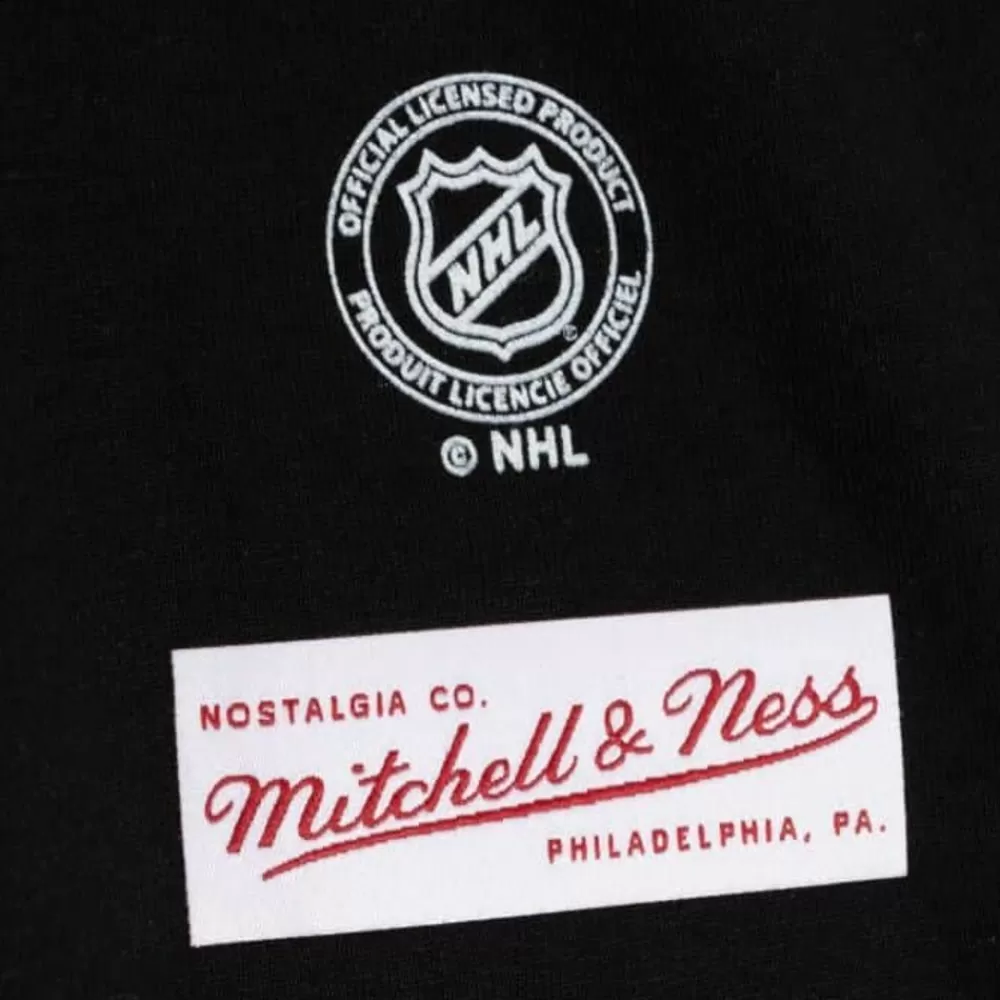 OFFICIAL LICENSED PRODUCT
NHL
®
PRODUIT LICENCIE OFFICIEL
© NHL
NOSTALGIA CO.
Mitchell & Ness
PHILADELPHIA, PA.